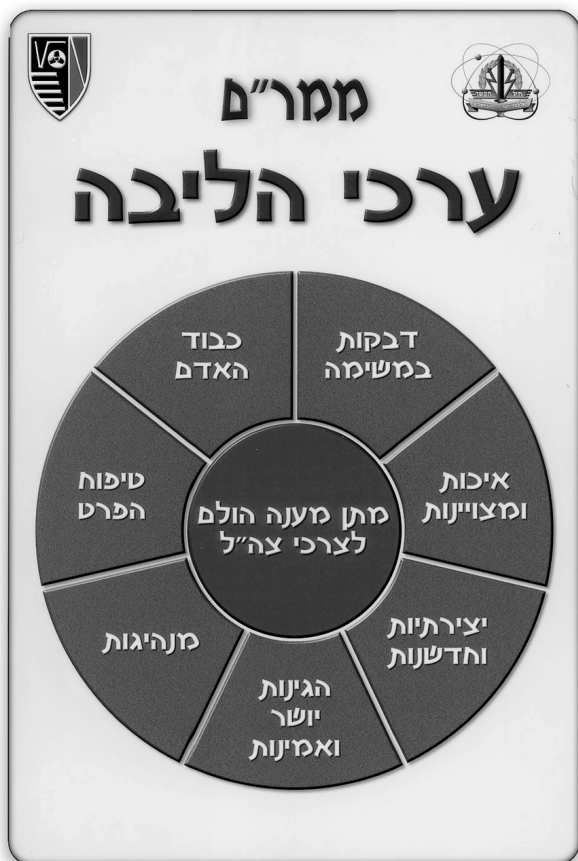 ממר"ם
ערכי הליבה
דבקות
במשימה
איכות
ומצויינות
יצירתיות
וחדשנות
הגינות
יושר
ואמינות
מנהיגות
טיפוח
הפרט
כבוד
האדם
מתן מענה הולם
לצרכי צה"ל